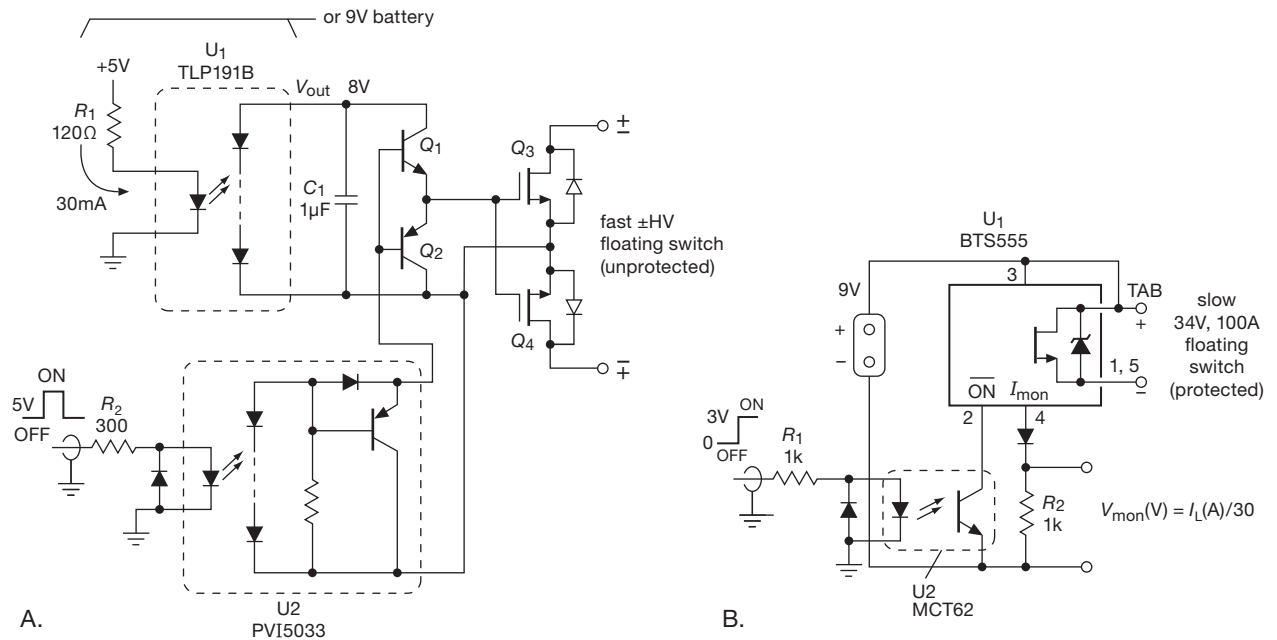 or 9V battery
U1
TLP191B
+5V
R1
120Ω
30mA
Vout 8V
C1
1µF
Q1
Q2
Q3
Q4
±
∓
fast ±HV
floating switch
(unprotected)
ON
5V
OFF
R2
300
U2
PVI5033
A.
U1
BTS555
9V
+
−
3
TAB
+
1, 5
−
slow
34V, 100A
floating
switch
(protected)
ON Imon
2 4
3V ON
0
OFF
R1
1k
R2
1k
Vmon(V) = IL(A)/30
U2
MCT62
B.